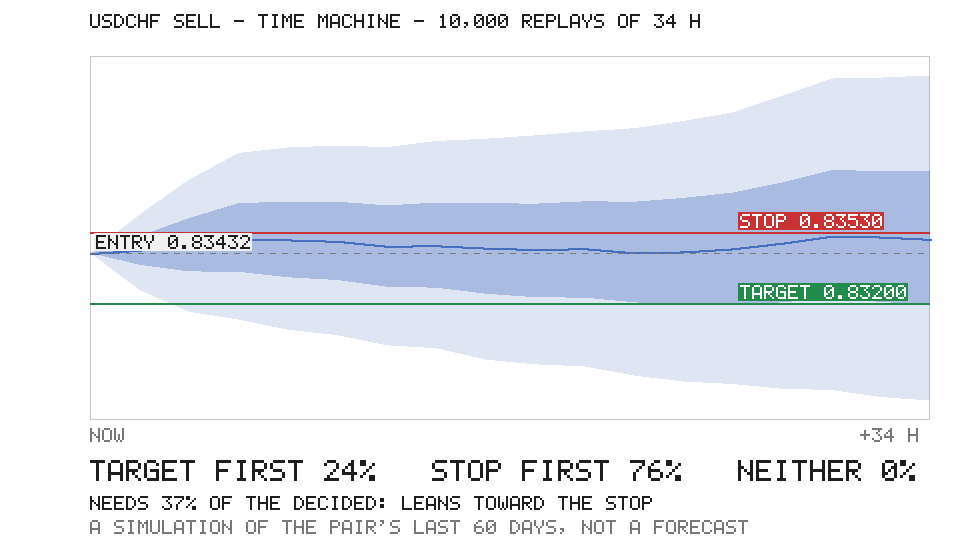 USDCHF SELL - TIME MACHINE - 10,000 REPLAYS OF 34 H
STOP 0.83530
ENTRY 0.83432
TARGET 0.83200
NOW +34 H
TARGET FIRST 24% STOP FIRST 76% NEITHER 0%
NEEDS 37% OF THE DECIDED: LEANS TOWARD THE STOP
A SIMULATION OF THE PAIR'S LAST 60 DAYS, NOT A FORECAST